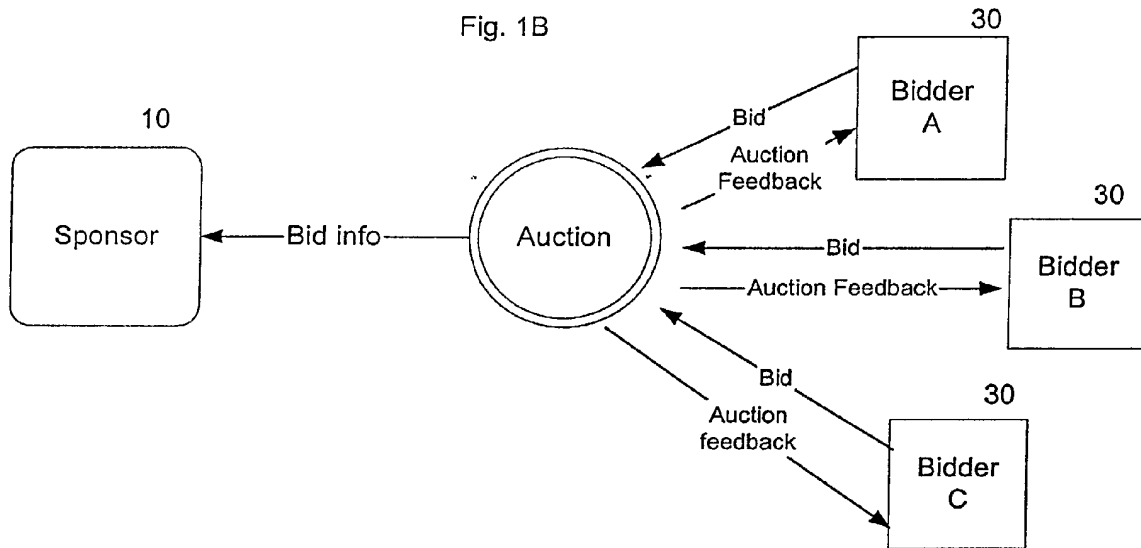 Fig. 1B
10
Sponsor
Bid info
Auction
30
Bidder
A
Bid
Auction
Feedback
30
Bidder
B
Bid
Auction Feedback
30
Bidder
C
Bid
Auction
feedback